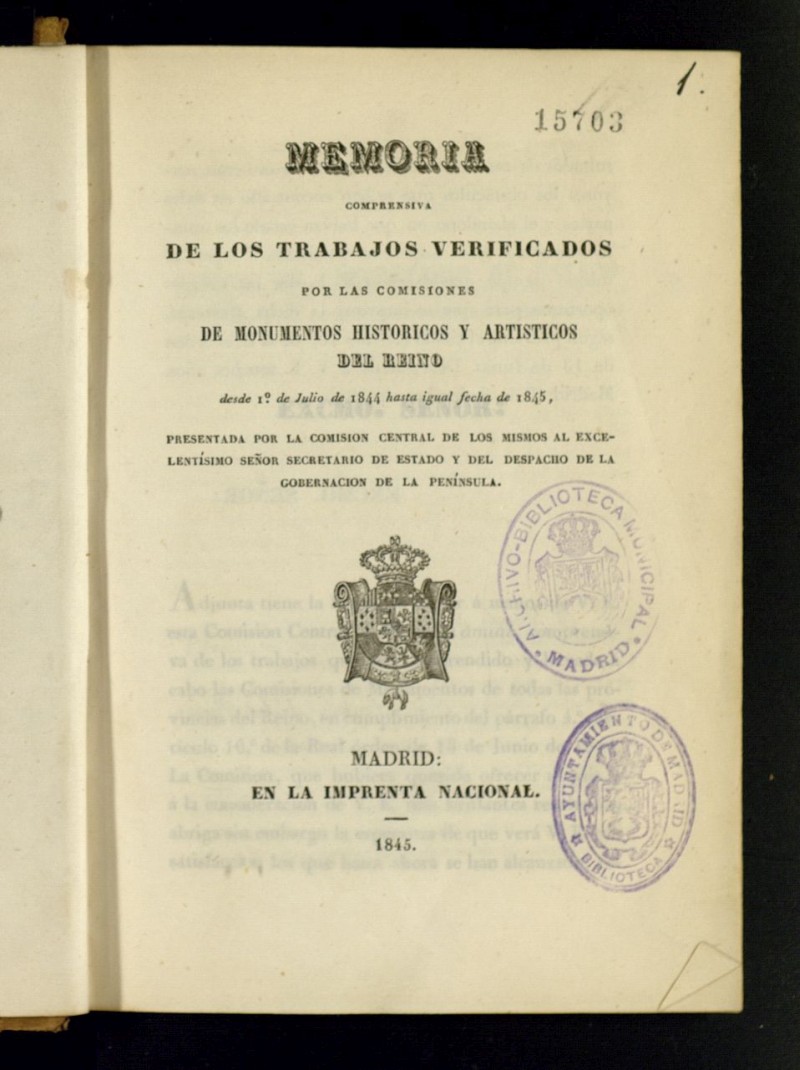 1.
15703
MEMORIA
COMPRENSIVA
DE LOS TRABAJOS VERIFICADOS
POR LAS COMISIONES
DE MONUMENTOS HISTORICOS Y ARTISTICOS
DEL REINO
desde 1º. de Julio de 1844 hasta igual fecha de 1845,
PRESENTADA POR LA COMISION CENTRAL DE LOS MISMOS AL EXCE-
LENTÍSIMO SEÑOR SECRETARIO DE ESTADO Y DEL DESPACHO DE LA
GOBERNACION DE LA PENÍNSULA.
ARCHIVO-BIBLIOTECA MUNICIPAL
• MADRID •
MADRID:
EN LA IMPRENTA NACIONAL.
1845.
AYUNTAMIENTO DE MADRID
BIBLIOTECA